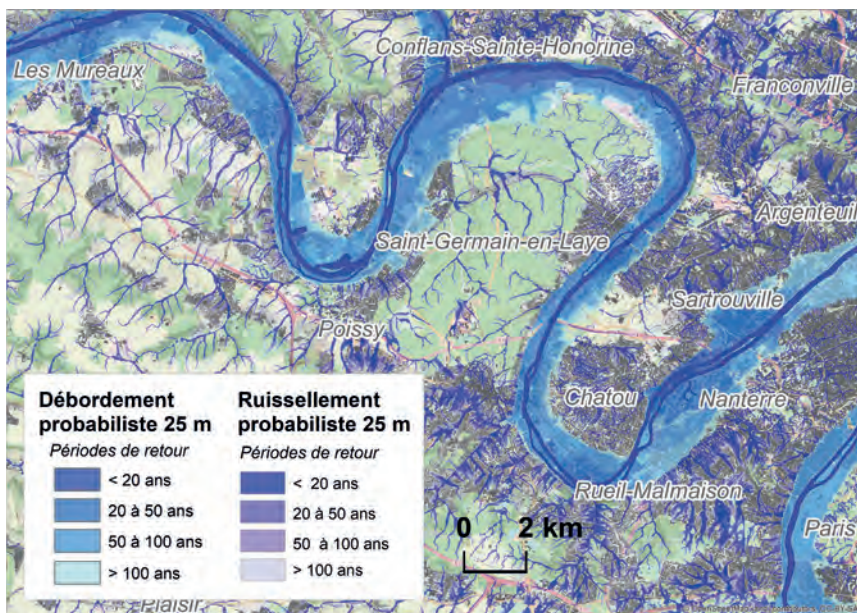 Conflans-Sainte-Honorine
Les Mureaux
Franconville
Argenteuil
Saint-Germain-en-Laye
Sartrouville
Poissy
Chatou
Nanterre
Rueil-Malmaison
Paris
Plaisir
Débordement
probabiliste 25 m
Périodes de retour
< 20 ans
20 à 50 ans
50 à 100 ans
> 100 ans
Ruissellement
probabiliste 25 m
Périodes de retour
< 20 ans
20 à 50 ans
50 à 100 ans
> 100 ans
0 2 km